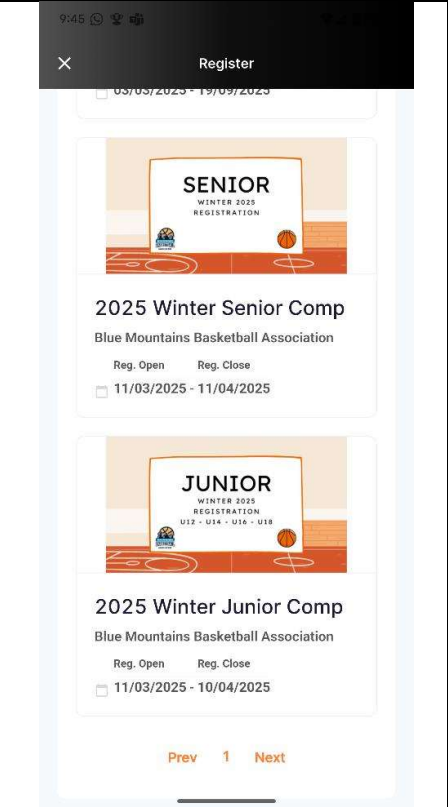 9:45
Register
03/03/2025 - 19/09/2025
SENIOR
WINTER 2025
REGISTRATION
2025 Winter Senior Comp
Blue Mountains Basketball Association
Reg. Open Reg. Close
11/03/2025 - 11/04/2025
JUNIOR
WINTER 2025
REGISTRATION
U12 - U14 - U16 - U18
2025 Winter Junior Comp
Blue Mountains Basketball Association
Reg. Open Reg. Close
11/03/2025 - 10/04/2025
Prev 1 Next